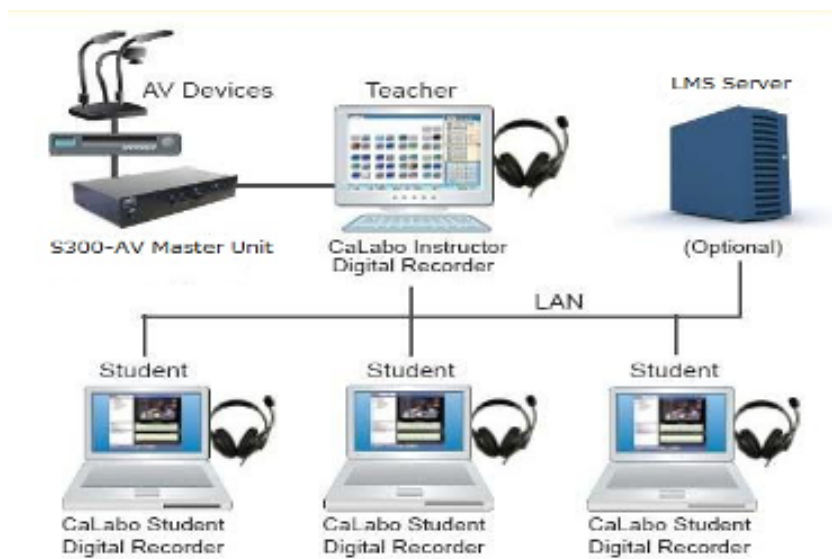 AV Devices
Teacher
LMS Server
S300-AV Master Unit
CaLabo Instructor
Digital Recorder
(Optional)
LAN
Student
Student
Student
CaLabo Student
Digital Recorder
CaLabo Student
Digital Recorder
CaLabo Student
Digital Recorder